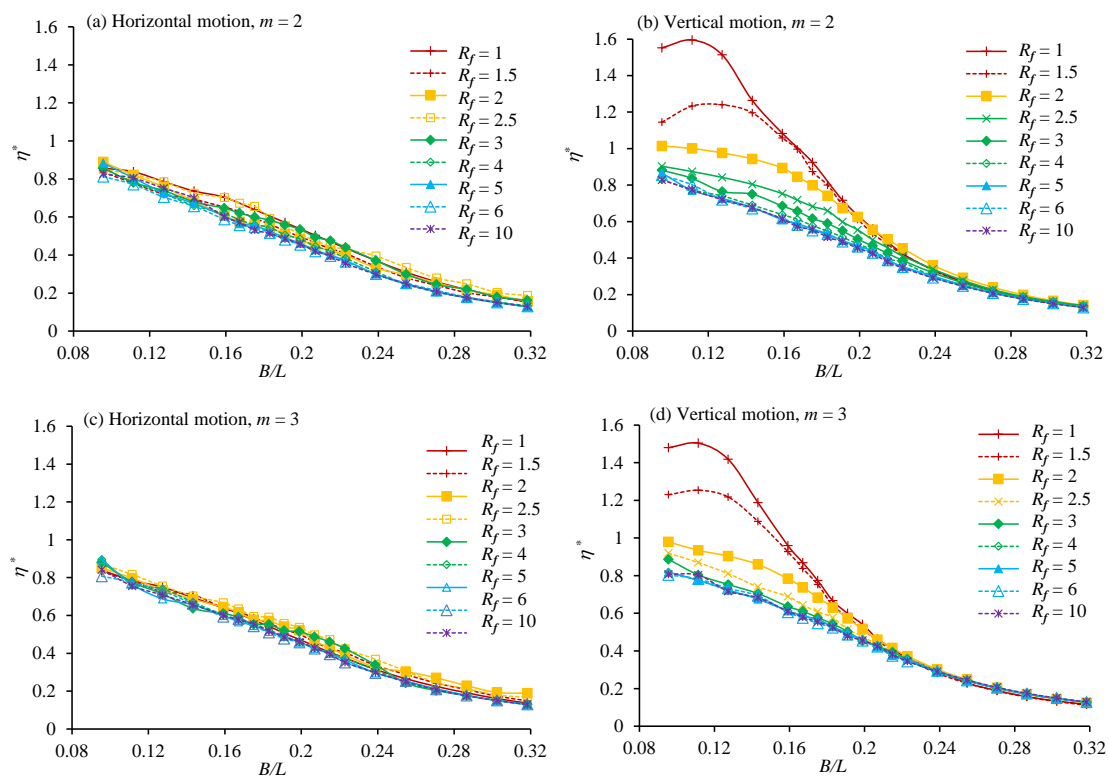 (a) Horizontal motion, m = 2
1.6
1.4
1.2
1
0.8
0.6
0.4
0.2
0
η*
0.08
0.12
0.16
0.2
0.24
0.28
0.32
B/L
R_f = 1
R_f = 1.5
R_f = 2
R_f = 2.5
R_f = 3
R_f = 4
R_f = 5
R_f = 6
R_f = 10
(b) Vertical motion, m = 2
1.6
1.4
1.2
1
0.8
0.6
0.4
0.2
0
η*
0.08
0.12
0.16
0.2
0.24
0.28
0.32
B/L
R_f = 1
R_f = 1.5
R_f = 2
R_f = 2.5
R_f = 3
R_f = 4
R_f = 5
R_f = 6
R_f = 10
(c) Horizontal motion, m = 3
1.6
1.4
1.2
1
0.8
0.6
0.4
0.2
0
η*
0.08
0.12
0.16
0.20
0.24
0.28
0.32
B/L
R_f = 1
R_f = 1.5
R_f = 2
R_f = 2.5
R_f = 3
R_f = 4
R_f = 5
R_f = 6
R_f = 10
(d) Vertical motion, m = 3
1.6
1.4
1.2
1
0.8
0.6
0.4
0.2
0
η*
0.08
0.12
0.16
0.20
0.24
0.28
0.32
B/L
R_f = 1
R_f = 1.5
R_f = 2
R_f = 2.5
R_f = 3
R_f = 4
R_f = 5
R_f = 6
R_f = 10